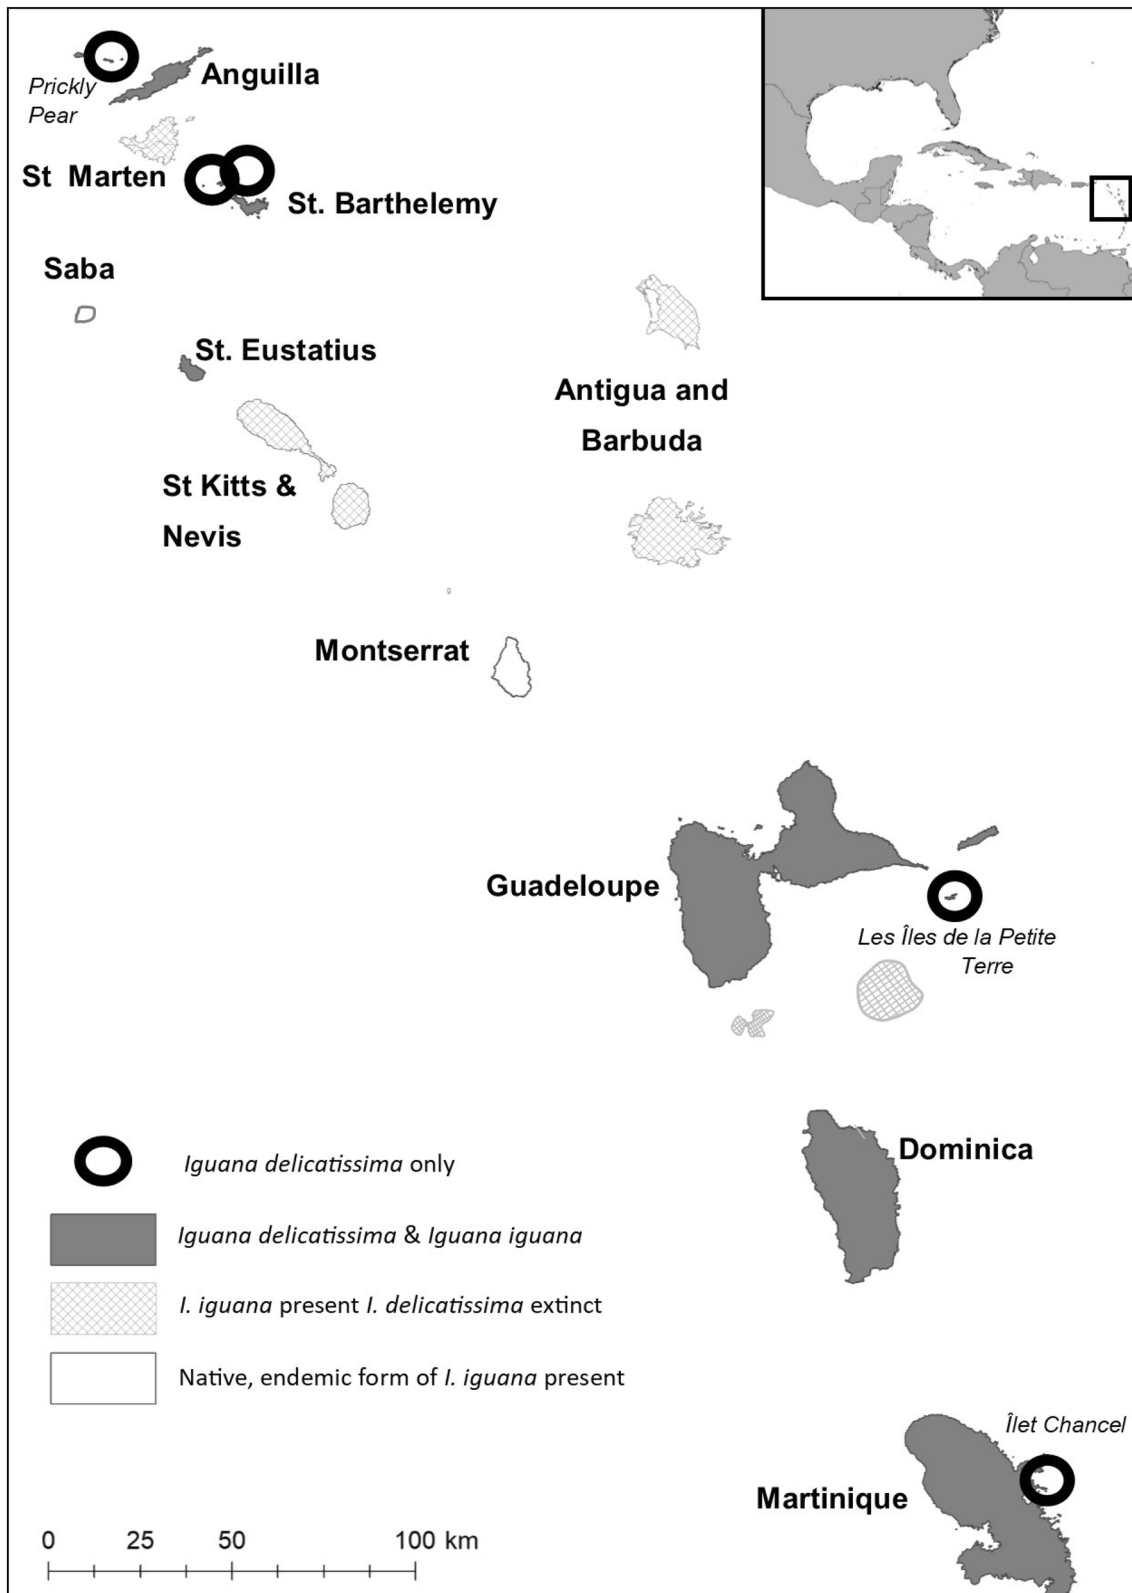 Prickly
Pear
Anguilla
St Marten
St. Barthelemy
Saba
St. Eustatius
Antigua and
Barbuda
St Kitts &
Nevis
Montserrat
Guadeloupe
Les Îles de la Petite
Terre
Dominica
Iguana delicatissima only
Iguana delicatissima & Iguana iguana
I. iguana present I. delicatissima extinct
Native, endemic form of I. iguana present
Îlet Chancel
Martinique
0 25 50 100 km